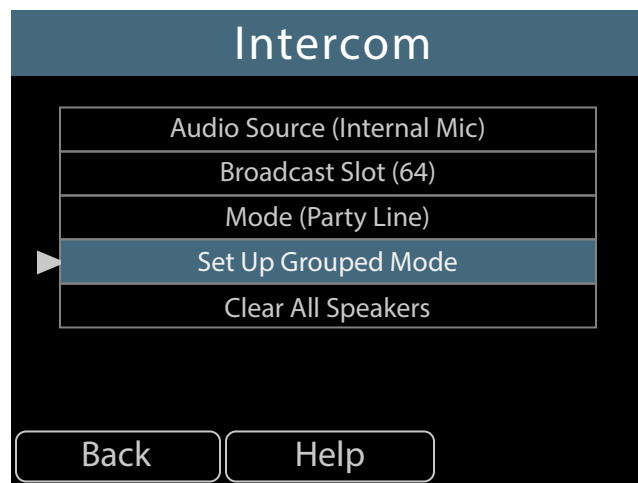 Intercom
Audio Source (Internal Mic)
Broadcast Slot (64)
Mode (Party Line)
Set Up Grouped Mode
Clear All Speakers
Back
Help